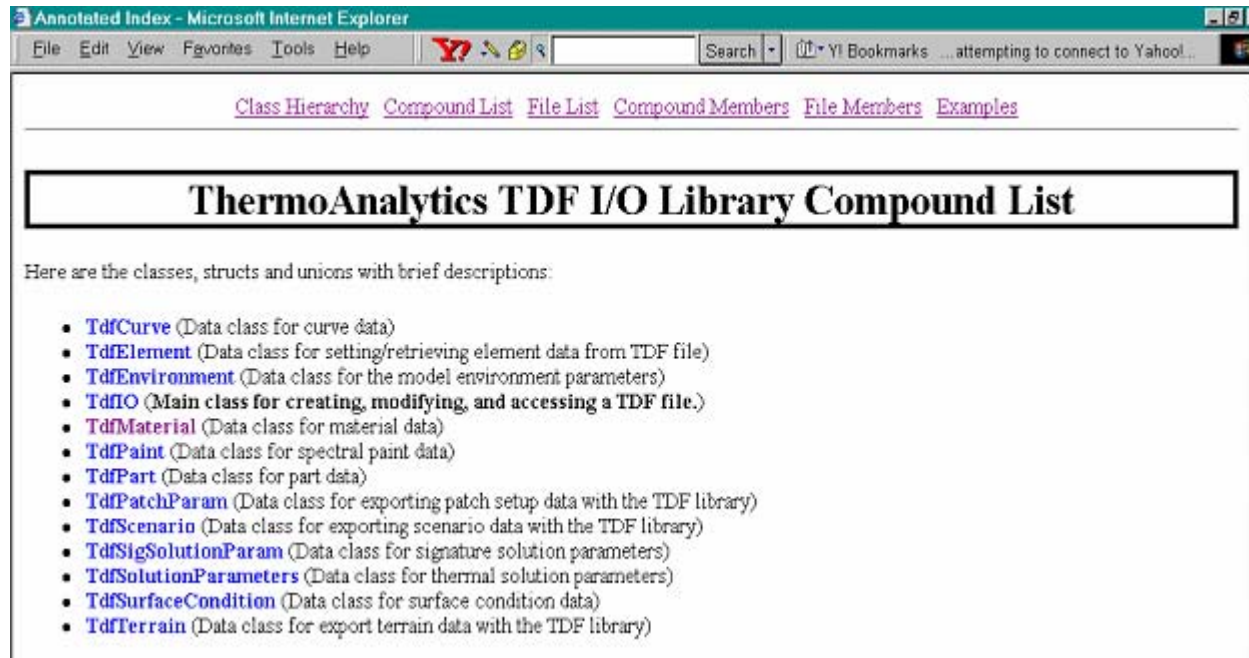 Annotated Index - Microsoft Internet Explorer
File Edit View Favorites Tools Help Y! Search Y! Bookmarks ...attempting to connect to Yahoo!...
Class Hierarchy Compound List File List Compound Members File Members Examples
ThermoAnalytics TDF I/O Library Compound List
Here are the classes, structs and unions with brief descriptions:
• TdfCurve (Data class for curve data)
• TdfElement (Data class for setting/retrieving element data from TDF file)
• TdfEnvironment (Data class for the model environment parameters)
• TdfIO (Main class for creating, modifying, and accessing a TDF file.)
• TdfMaterial (Data class for material data)
• TdfPaint (Data class for spectral paint data)
• TdfPart (Data class for part data)
• TdfPatchParam (Data class for exporting patch setup data with the TDF library)
• TdfScenario (Data class for exporting scenario data with the TDF library)
• TdfSigSolutionParam (Data class for signature solution parameters)
• TdfSolutionParameters (Data class for thermal solution parameters)
• TdfSurfaceCondition (Data class for surface condition data)
• TdfTerrain (Data class for export terrain data with the TDF library)